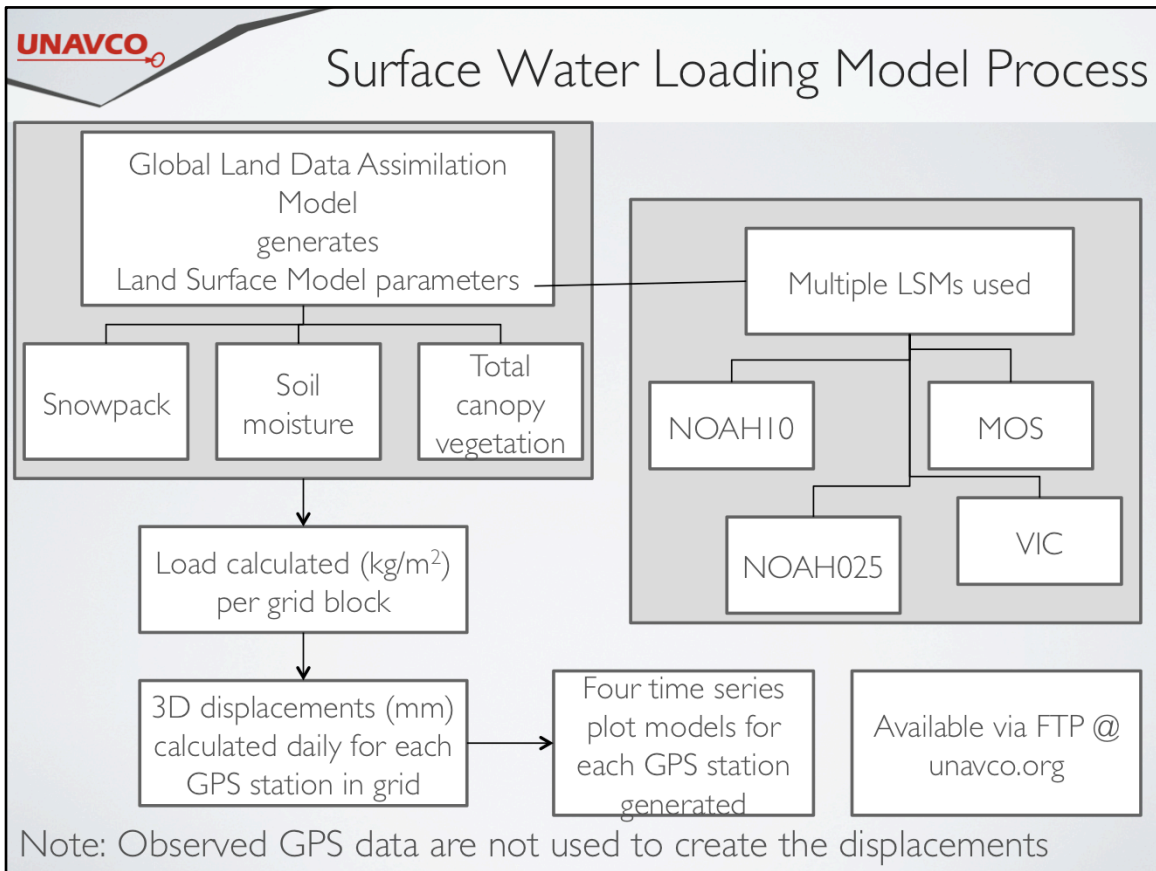 UNAVCO
Surface Water Loading Model Process
Global Land Data Assimilation
Model
generates
Land Surface Model parameters
Snowpack
Soil
moisture
Total
canopy
vegetation
Multiple LSMs used
NOAH10
MOS
NOAH025
VIC
Load calculated (kg/m²)
per grid block
3D displacements (mm)
calculated daily for each
GPS station in grid
Four time series
plot models for
each GPS station
generated
Available via FTP @
unavco.org
Note: Observed GPS data are not used to create the displacements